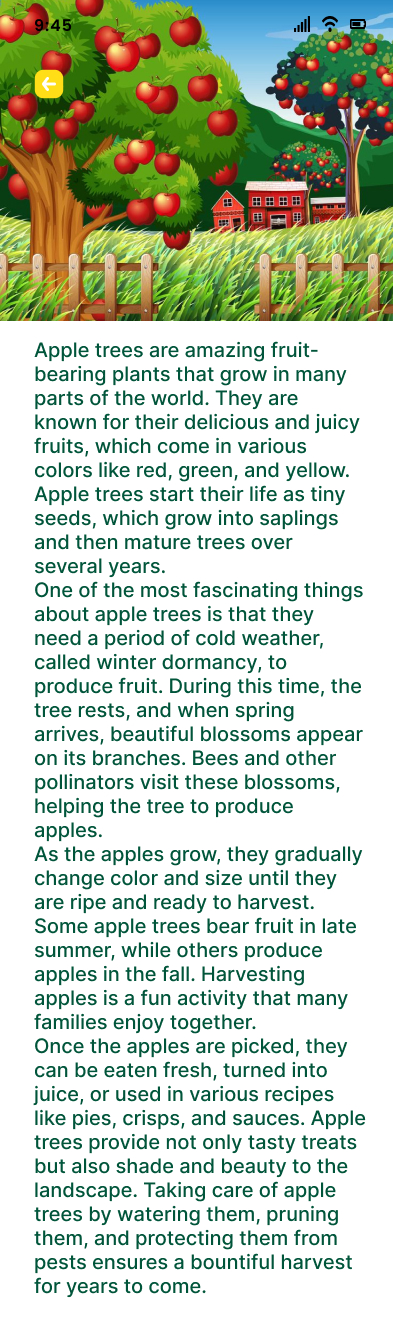 9:45
Apple trees are amazing fruit-
bearing plants that grow in many
parts of the world. They are
known for their delicious and juicy
fruits, which come in various
colors like red, green, and yellow.
Apple trees start their life as tiny
seeds, which grow into saplings
and then mature trees over
several years.
One of the most fascinating things
about apple trees is that they
need a period of cold weather,
called winter dormancy, to
produce fruit. During this time, the
tree rests, and when spring
arrives, beautiful blossoms appear
on its branches. Bees and other
pollinators visit these blossoms,
helping the tree to produce
apples.
As the apples grow, they gradually
change color and size until they
are ripe and ready to harvest.
Some apple trees bear fruit in late
summer, while others produce
apples in the fall. Harvesting
apples is a fun activity that many
families enjoy together.
Once the apples are picked, they
can be eaten fresh, turned into
juice, or used in various recipes
like pies, crisps, and sauces. Apple
trees provide not only tasty treats
but also shade and beauty to the
landscape. Taking care of apple
trees by watering them, pruning
them, and protecting them from
pests ensures a bountiful harvest
for years to come.